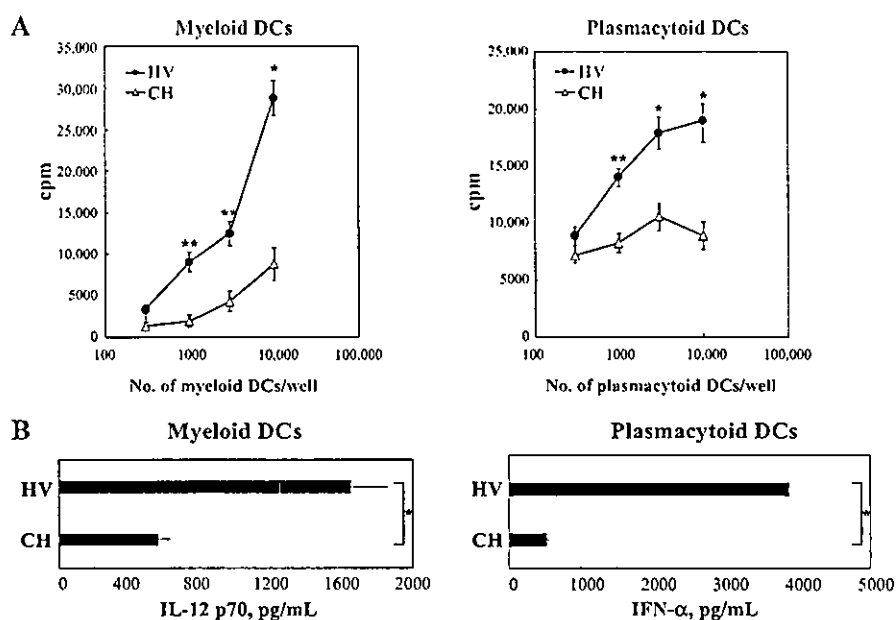 A
Myeloid DCs
35,000
30,000
25,000
20,000
15,000
10,000
5000
0
cpm
HV
CH
*
**
**
100
1000
10,000
100,000
No. of myeloid DCs/well
Plasmacytoid DCs
25,000
20,000
15,000
10,000
5000
0
cpm
HV
CH
**
*
*
100
1000
10,000
100,000
No. of plasmacytoid DCs/well
B
Myeloid DCs
HV
CH
*
0 400 800 1200 1600 2000
IL-12 p70, pg/mL
Plasmacytoid DCs
HV
CH
*
0 1000 2000 3000 4000 5000
IFN-α, pg/mL